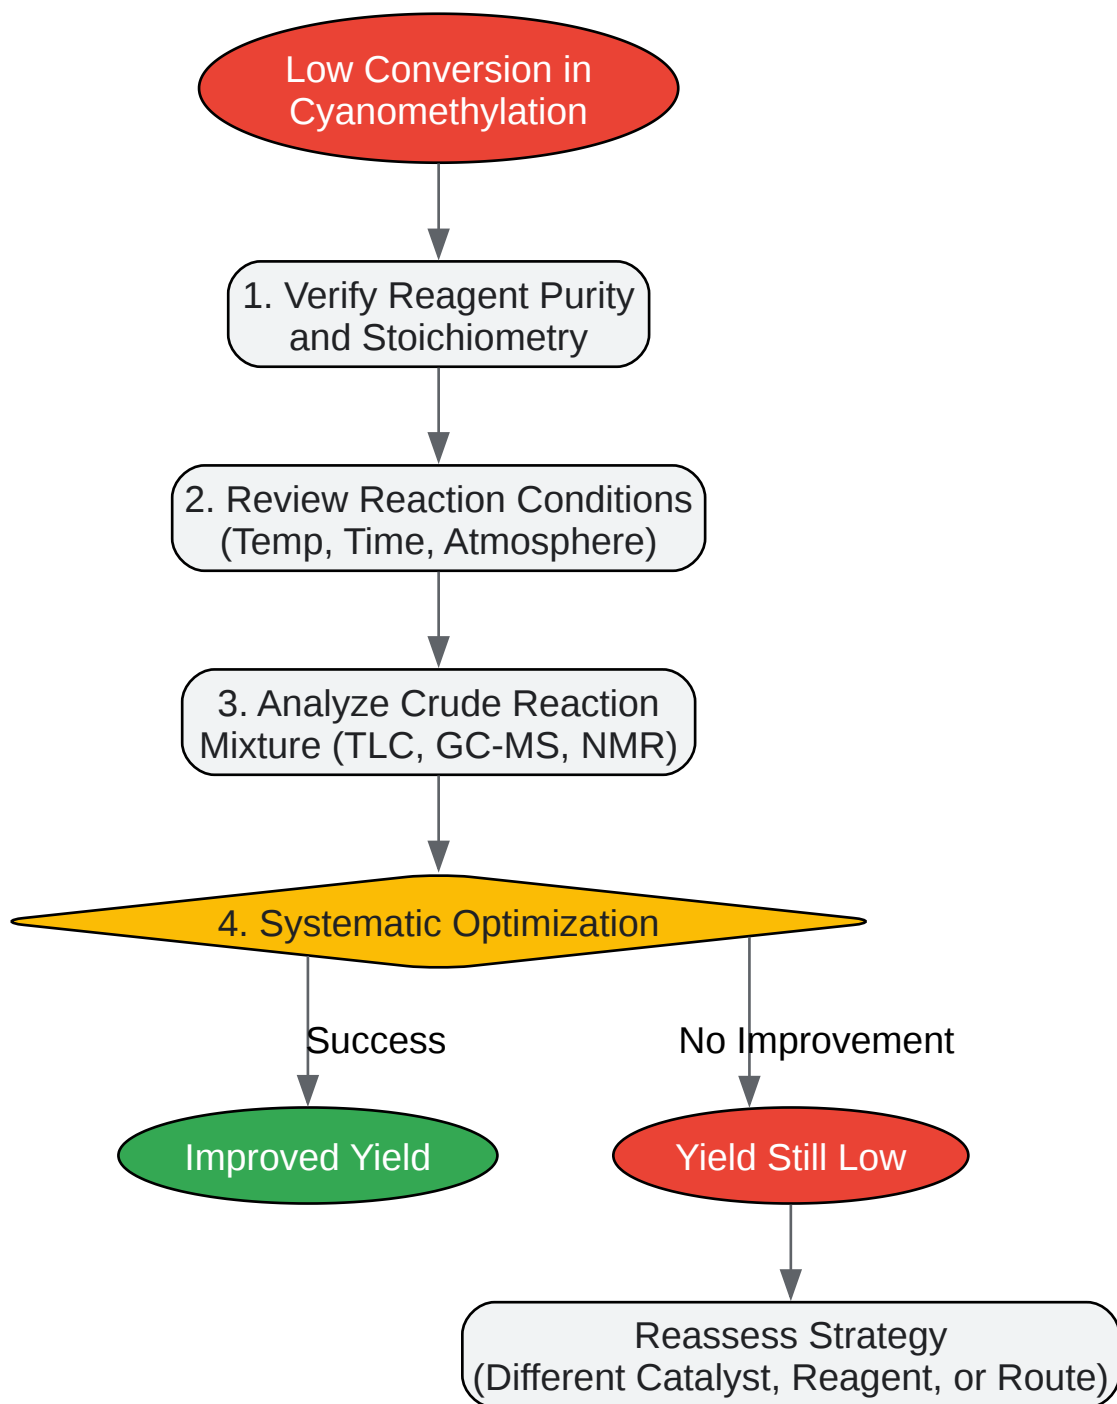 Low Conversion in
Cyanomethylation
1. Verify Reagent Purity
and Stoichiometry
2. Review Reaction Conditions
(Temp, Time, Atmosphere)
3. Analyze Crude Reaction
Mixture (TLC, GC-MS, NMR)
4. Systematic Optimization
Success
No Improvement
Improved Yield
Yield Still Low
Reassess Strategy
(Different Catalyst, Reagent, or Route)